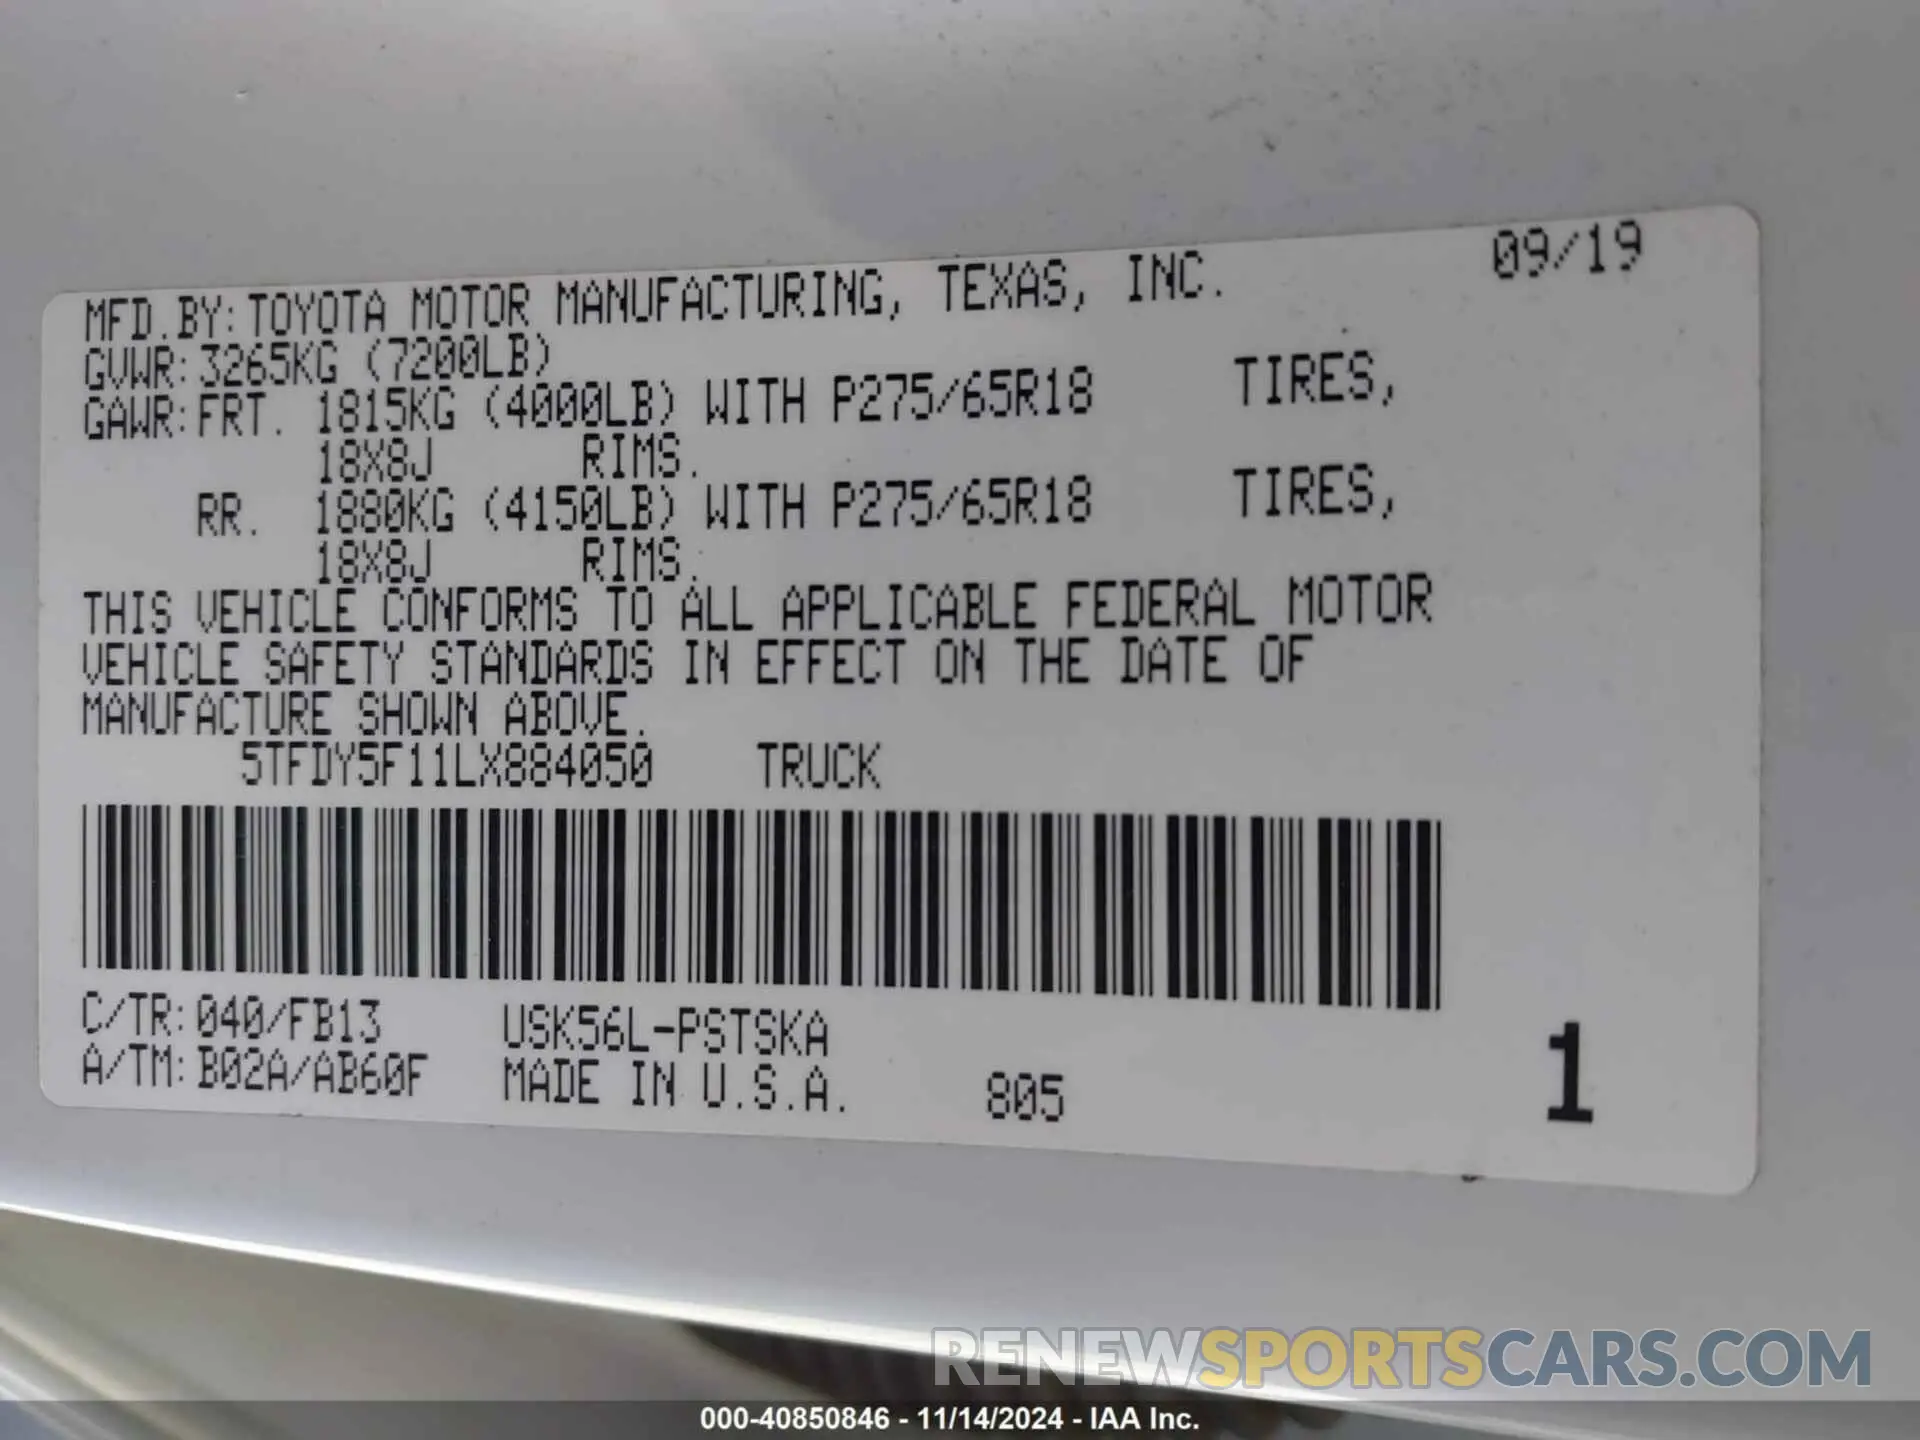 09/19
MFD.BY:TOYOTA MOTOR MANUFACTURING, TEXAS, INC.
GVWR:3265KG (7200LB)
GAWR:FRT. 1815KG (4000LB) WITH P275/65R18 TIRES,
18X8J RIMS.
RR. 1880KG (4150LB) WITH P275/65R18 TIRES,
18X8J RIMS.
THIS VEHICLE CONFORMS TO ALL APPLICABLE FEDERAL MOTOR
VEHICLE SAFETY STANDARDS IN EFFECT ON THE DATE OF
MANUFACTURE SHOWN ABOVE.
5TFDY5F11LX884050 TRUCK
C/TR:040/FB13 USK56L-PSTSKA
A/TM:B02A/AB60F MADE IN U.S.A. 805
1
RENEWSPORTSCARS.COM
000-40850846 - 11/14/2024 - IAA Inc.